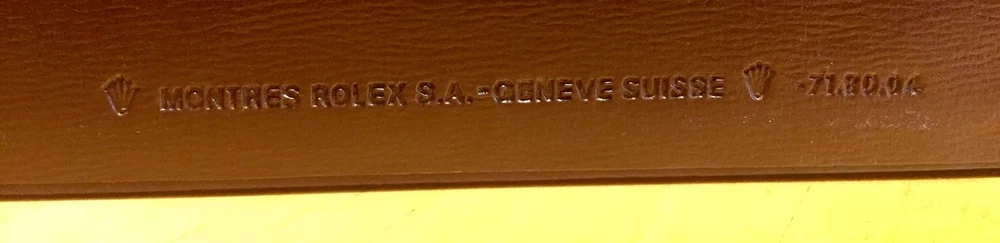 MONTRES ROLEX S.A.-GENEVE SUISSE 71.80.04